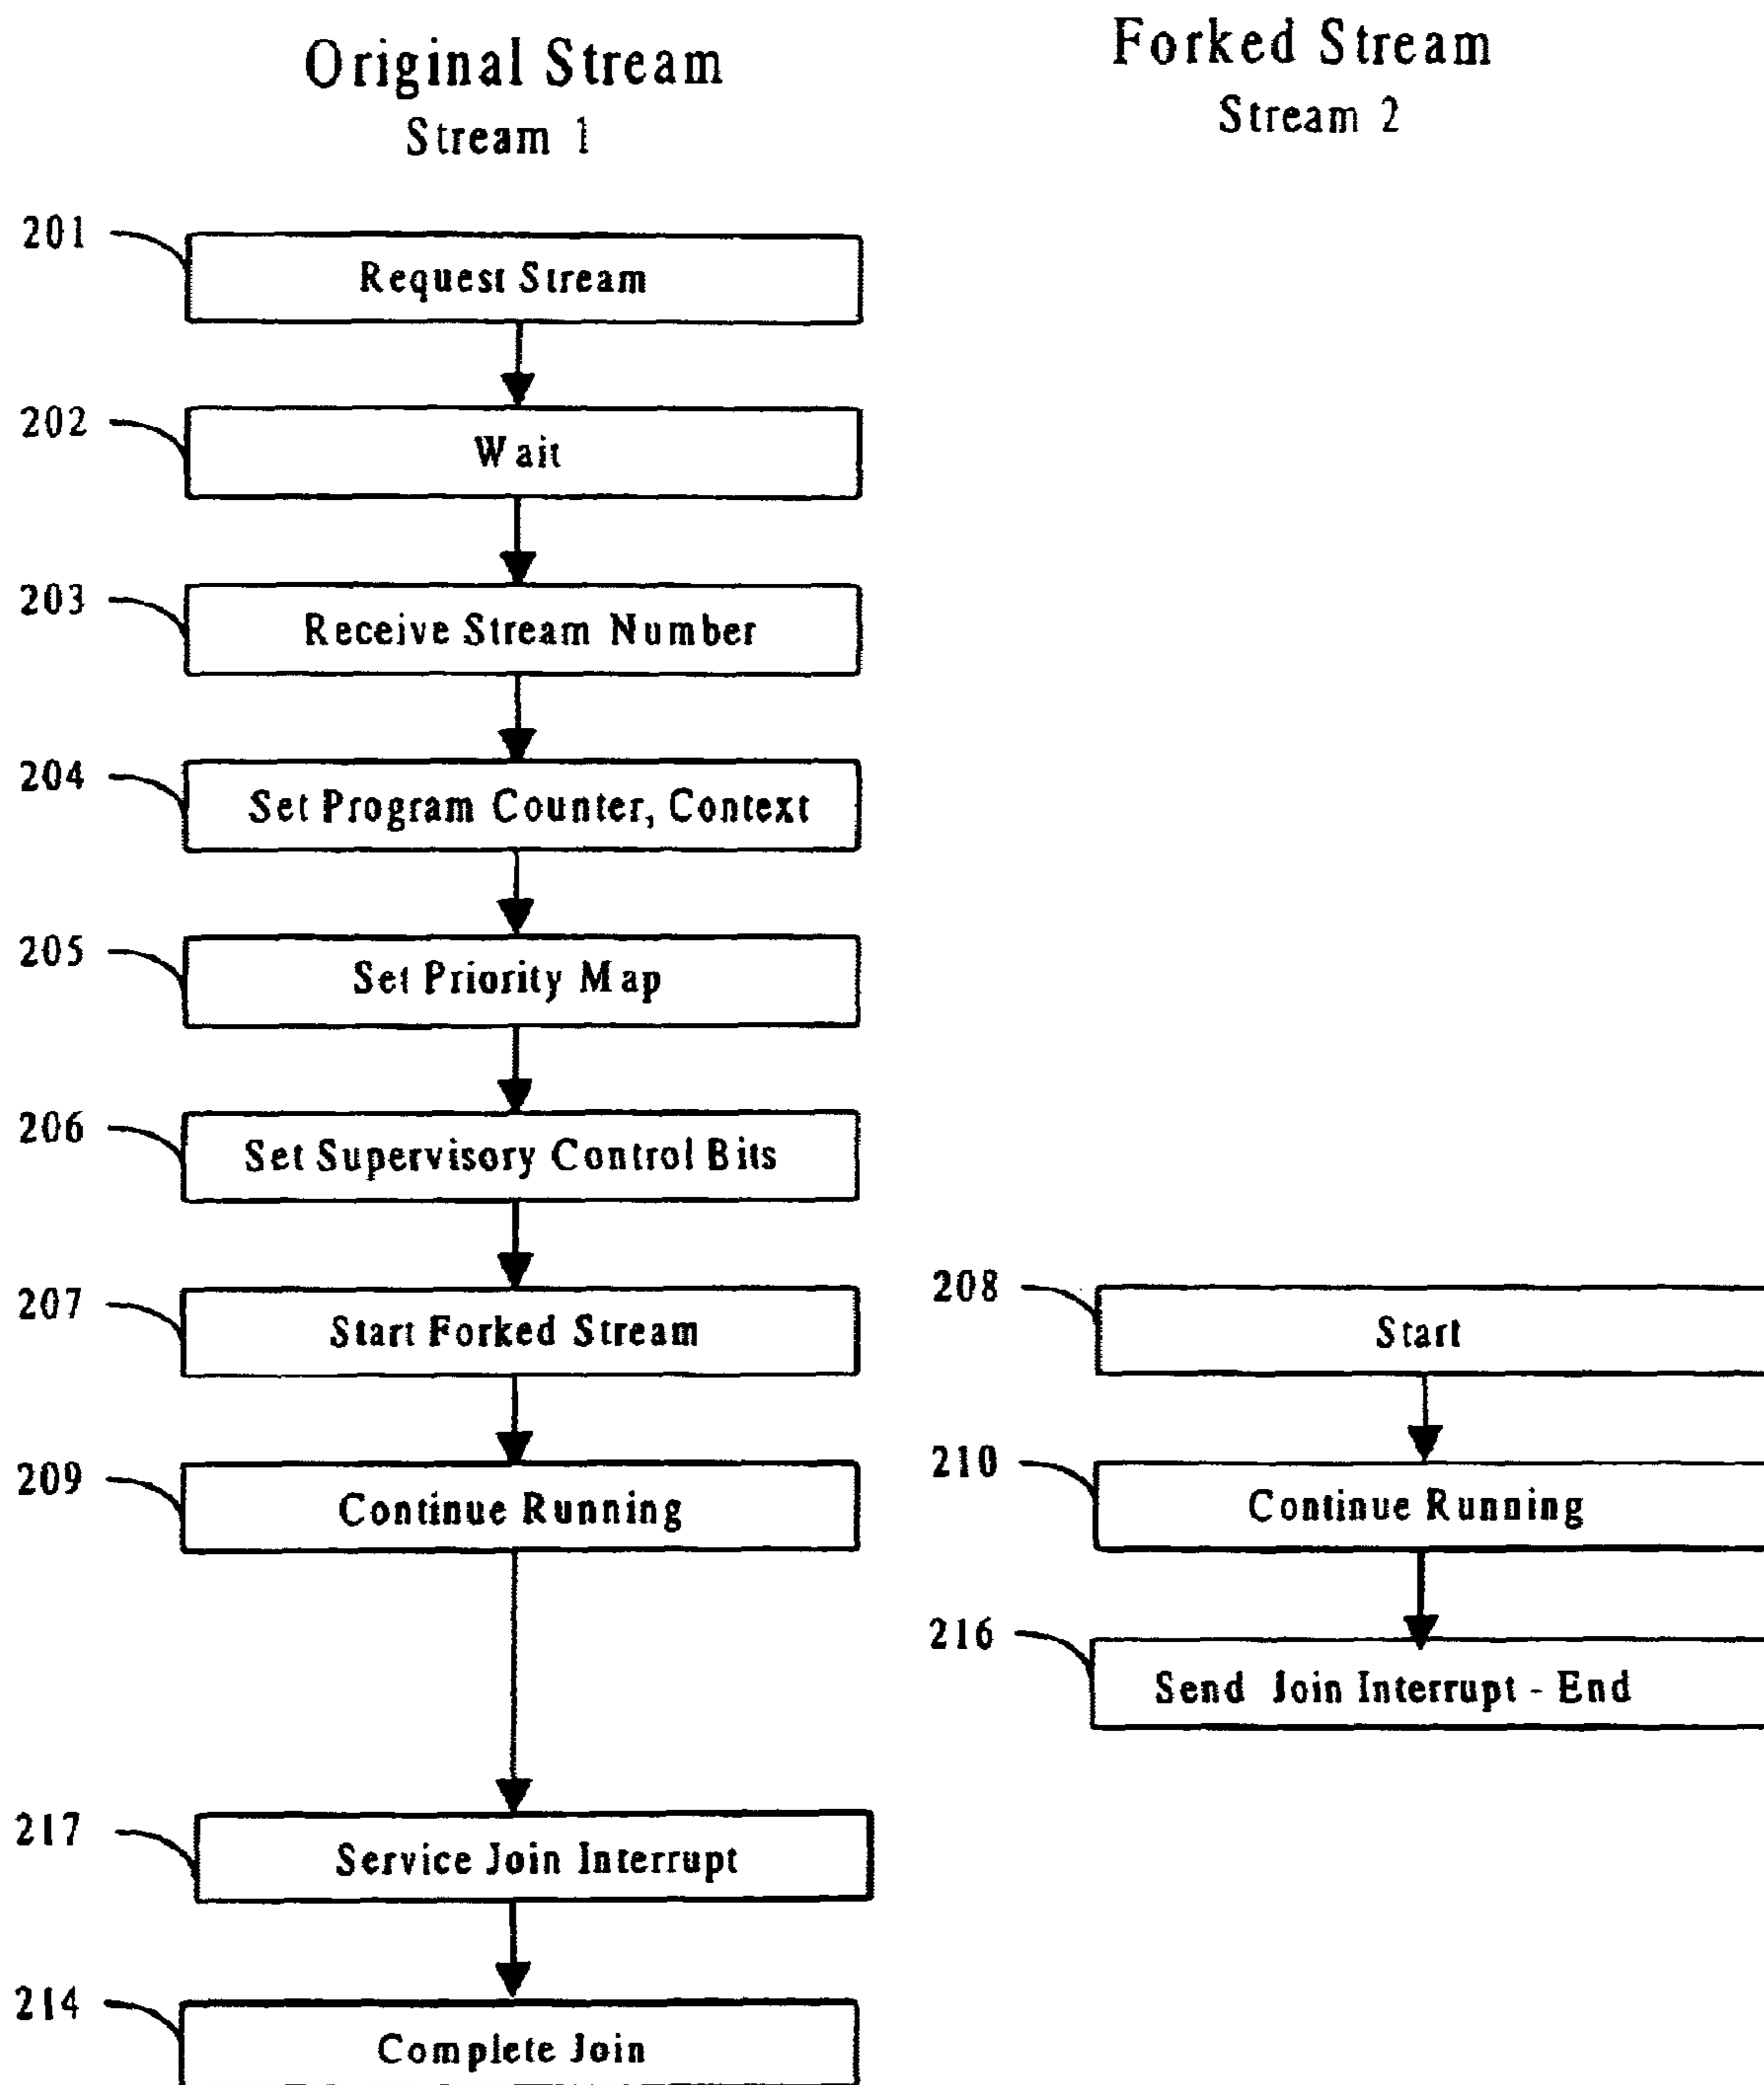 Original Stream
Stream 1
Forked Stream
Stream 2
201
Request Stream
202
Wait
203
Receive Stream Number
204
Set Program Counter, Context
205
Set Priority Map
206
Set Supervisory Control Bits
207
Start Forked Stream
208
Start
209
Continue Running
210
Continue Running
216
Send Join Interrupt - End
217
Service Join Interrupt
214
Complete Join